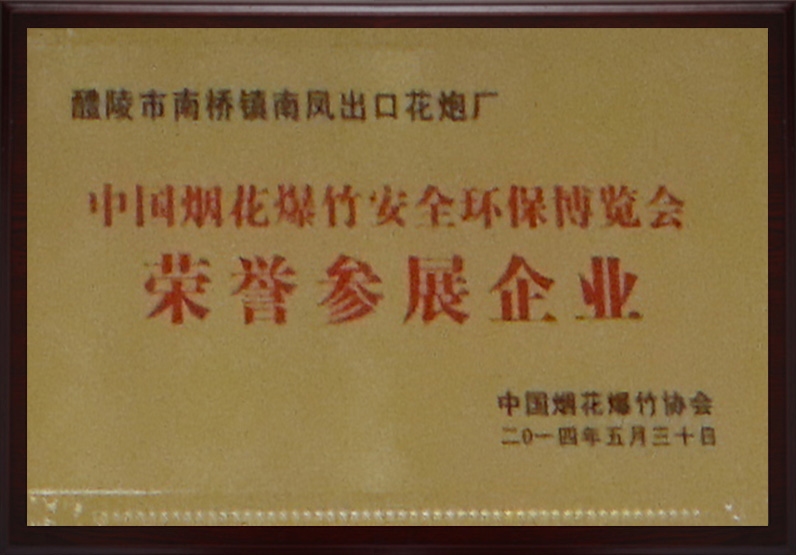 醴陵市南桥镇南凤出口花炮厂
中国烟花爆竹安全环保博览会
荣誉参展企业
中国烟花爆竹协会
二0一四年五月三十日